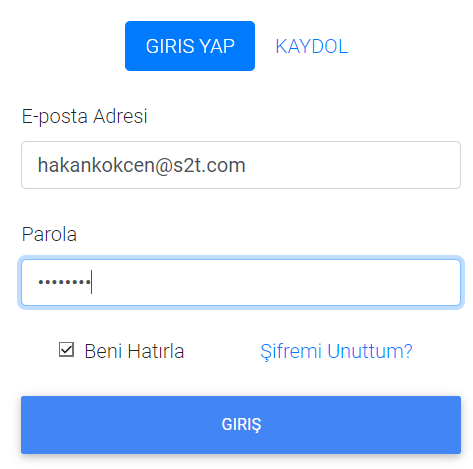 GIRIS YAP KAYDOL
E-posta Adresi
hakankokcen@s2t.com
Parola
••••••••
Beni Hatırla Şifremi Unuttum?
GIRIŞ